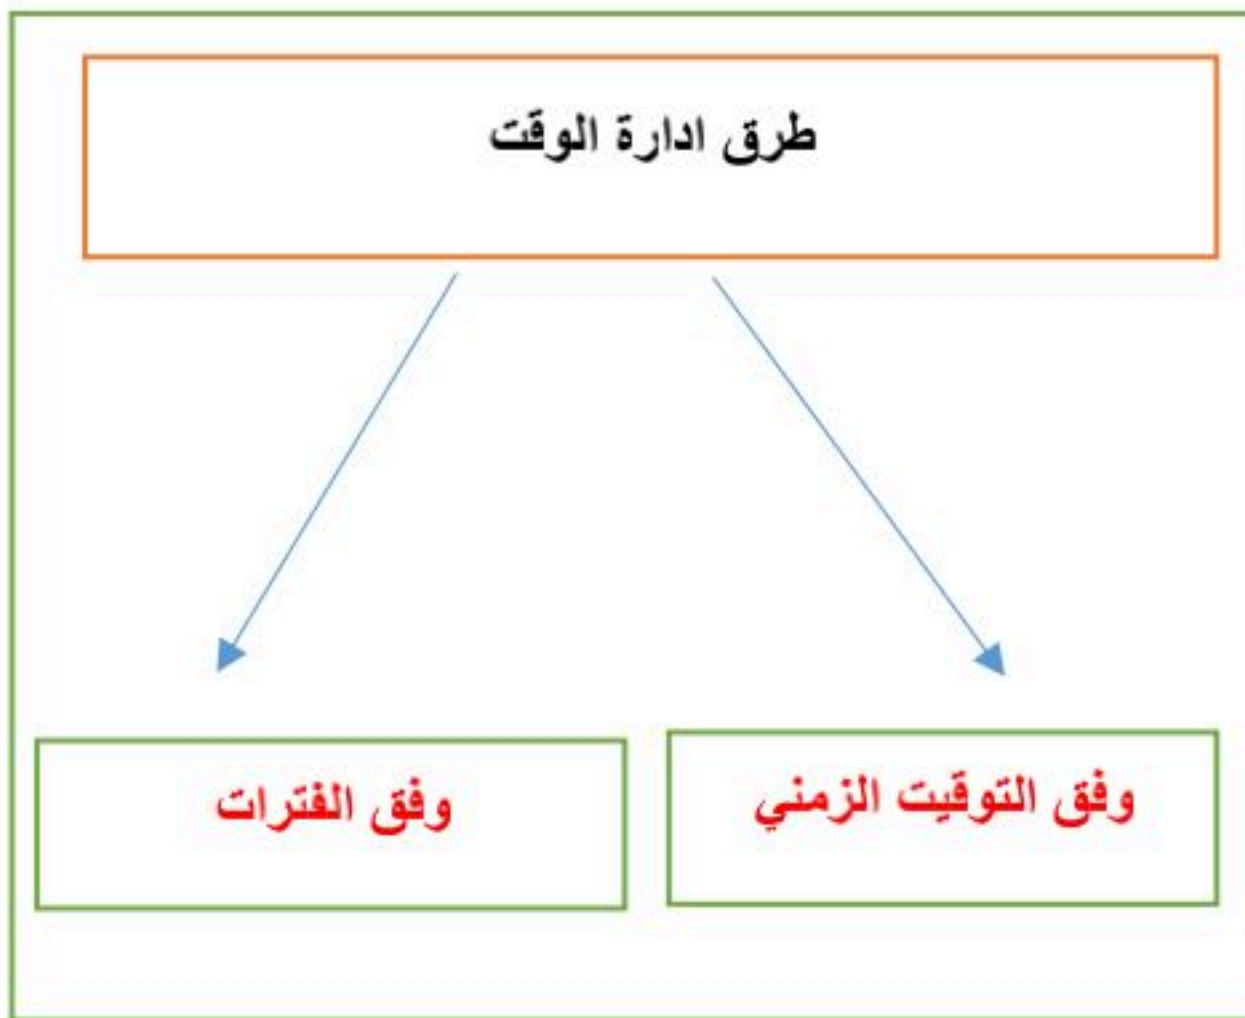 طرق ادارة الوقت
وفق التوقيت الزمني
وفق الفترات